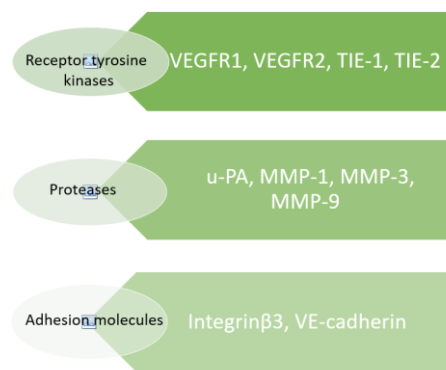 Receptor tyrosine
kinases
VEGFR1, VEGFR2, TIE-1, TIE-2
Proteases
u-PA, MMP-1, MMP-3,
MMP-9
Adhesion molecules
Integrinβ3, VE-cadherin